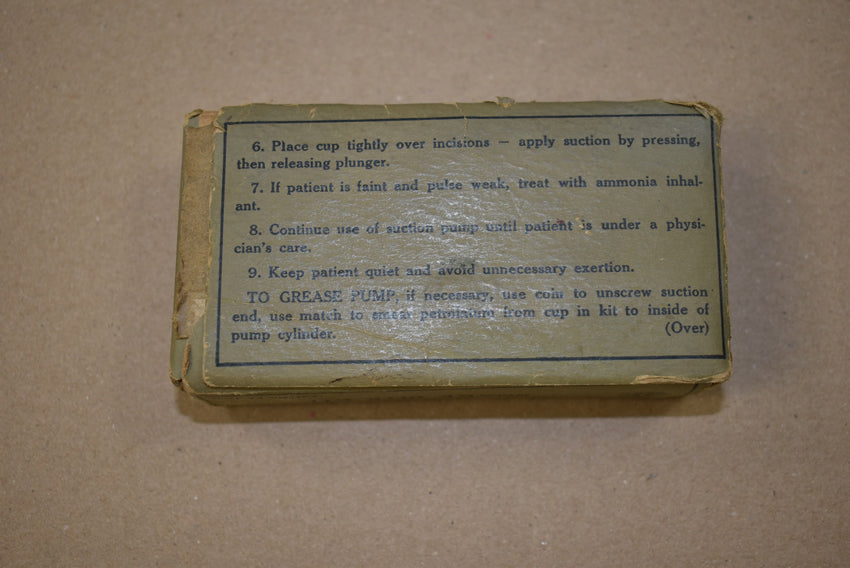 6. Place cup tightly over incisions — apply suction by pressing,
then releasing plunger.
7. If patient is faint and pulse weak, treat with ammonia inhal-
ant.
8. Continue use of suction pump until patient is under a physi-
cian's care.
9. Keep patient quiet and avoid unnecessary exertion.
TO GREASE PUMP, if necessary, use coin to unscrew suction
end, use match to smear petrolatum from cup in kit to inside of
pump cylinder. (Over)